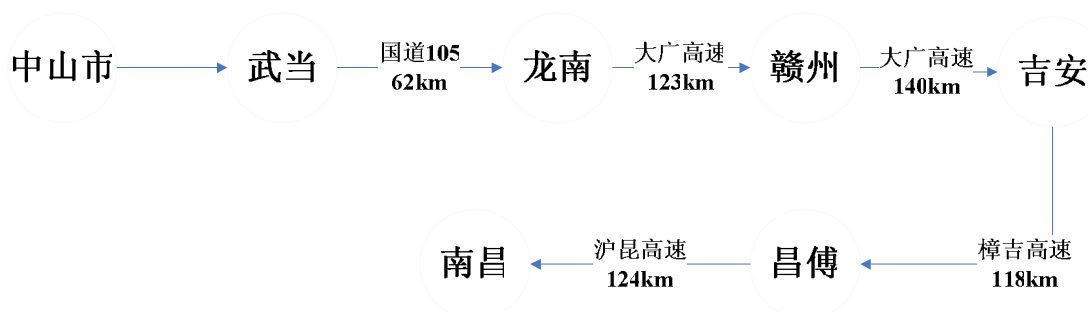 中山市
武当
国道105
62km
龙南
大广高速
123km
赣州
大广高速
140km
吉安
樟吉高速
118km
昌傅
沪昆高速
124km
南昌